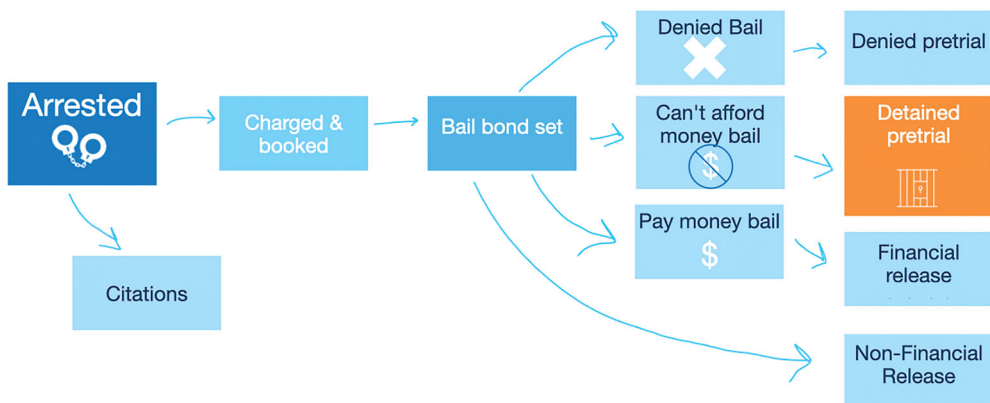 Arrested
Citations
Charged &
booked
Bail bond set
Denied Bail
Can't afford
money bail
$
Pay money bail
$
Denied pretrial
Detained
pretrial
Financial
release
Non-Financial
Release